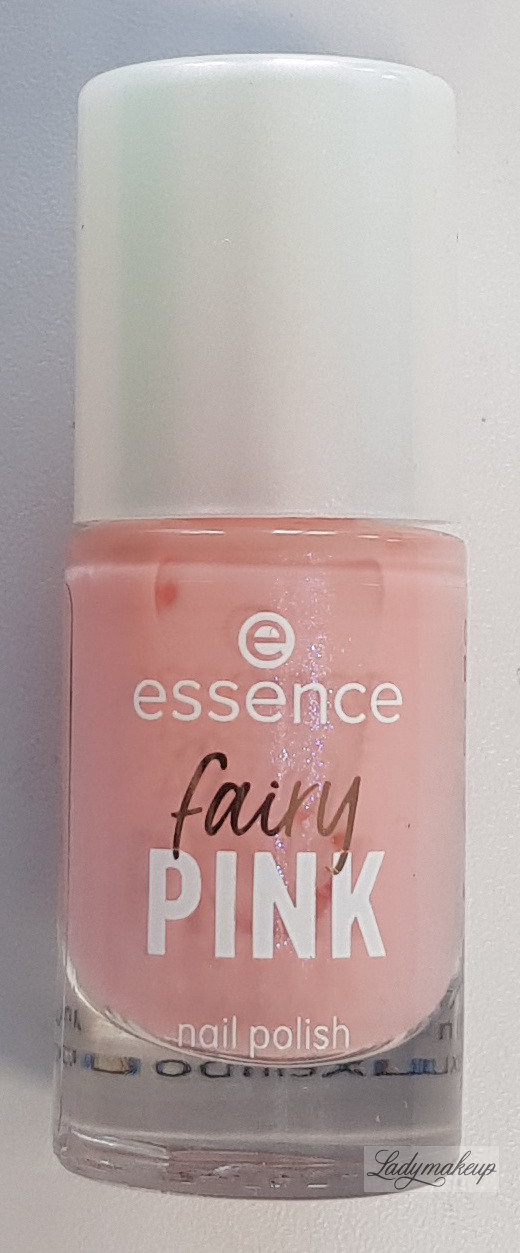 e
essence
fairy
PINK
nail polish
Ladymakeup